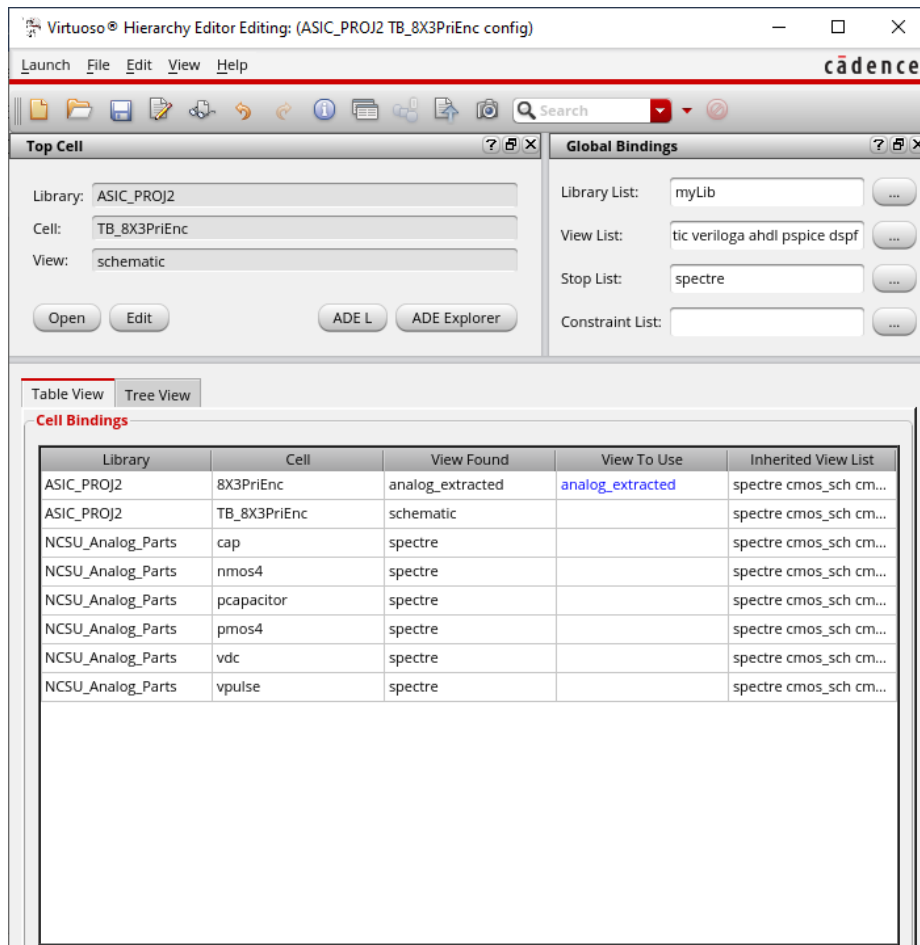 Virtuoso® Hierarchy Editor Editing: (ASIC_PROJ2 TB_8X3PriEnc config)
Launch File Edit View Help
cādence
Search
Top Cell
Library: ASIC_PROJ2
Cell: TB_8X3PriEnc
View: schematic
Open Edit ADE L ADE Explorer
Global Bindings
Library List: myLib ...
View List: tic veriloga ahdl pspice dspf ...
Stop List: spectre ...
Constraint List: ...
Table View Tree View
Cell Bindings
Library Cell View Found View To Use Inherited View List
ASIC_PROJ2 8X3PriEnc analog_extracted analog_extracted spectre cmos_sch cm...
ASIC_PROJ2 TB_8X3PriEnc schematic spectre cmos_sch cm...
NCSU_Analog_Parts cap spectre spectre cmos_sch cm...
NCSU_Analog_Parts nmos4 spectre spectre cmos_sch cm...
NCSU_Analog_Parts pcapacitor spectre spectre cmos_sch cm...
NCSU_Analog_Parts pmos4 spectre spectre cmos_sch cm...
NCSU_Analog_Parts vdc spectre spectre cmos_sch cm...
NCSU_Analog_Parts vpulse spectre spectre cmos_sch cm...